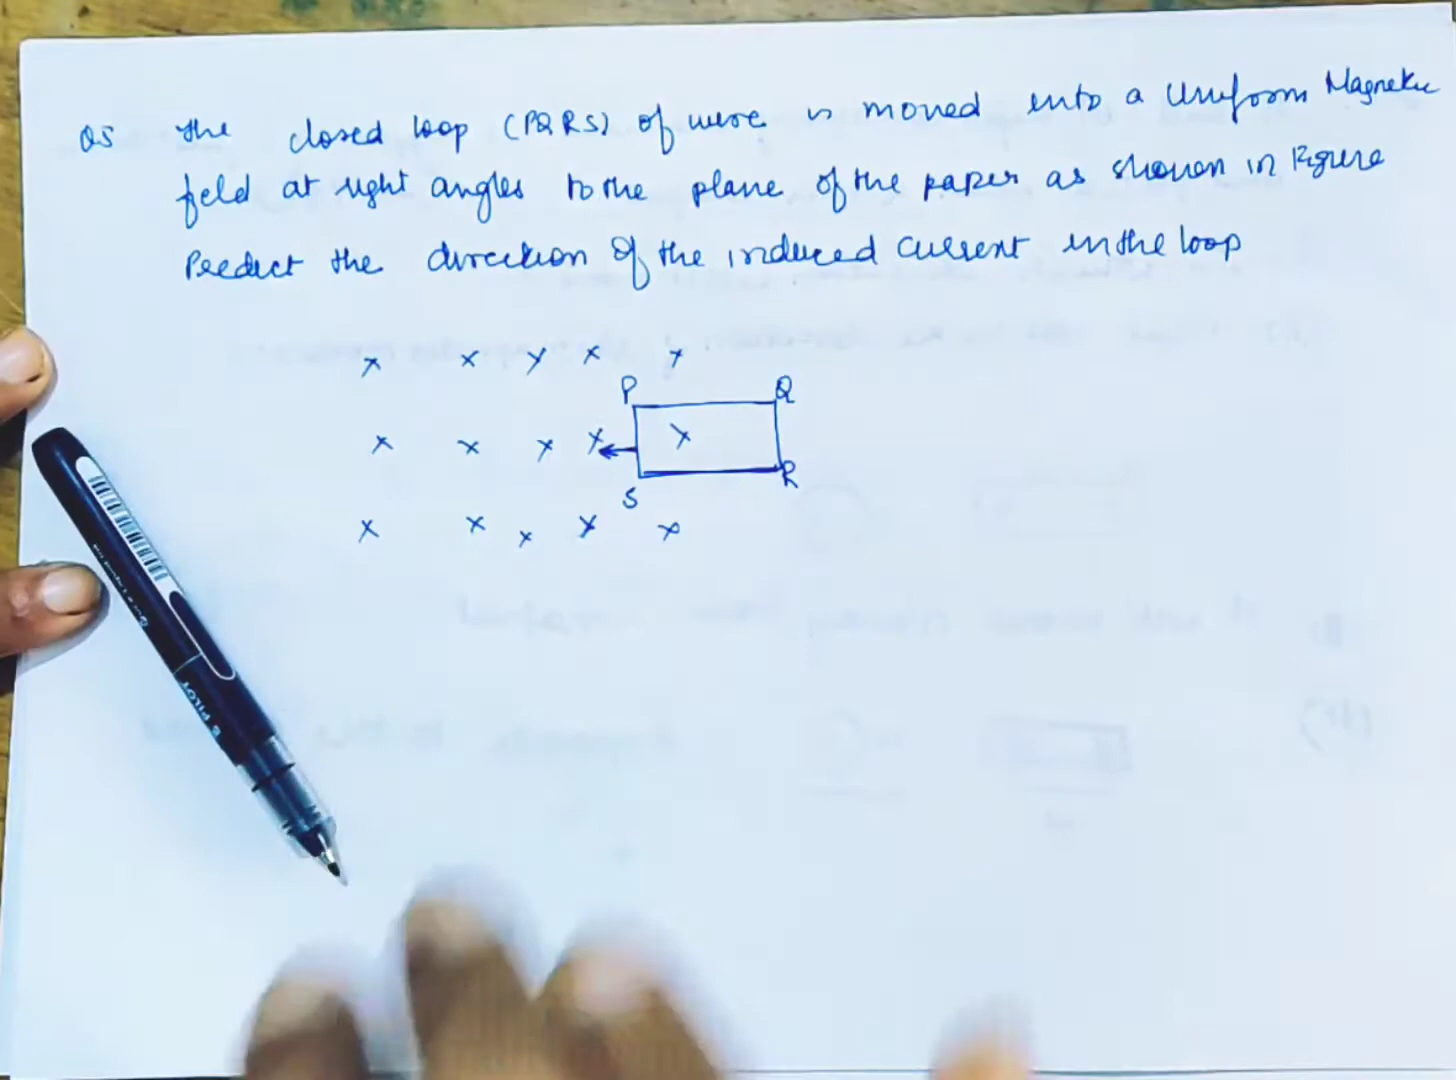 Q5 The closed loop (PQRS) of wire is moved into a Uniform Magnetic
field at right angles to the plane of the paper as shown in Figure
Predict the direction of the induced current in the loop
x x x x x
P Q
x x x x x
S R
x x x x x
PILOT